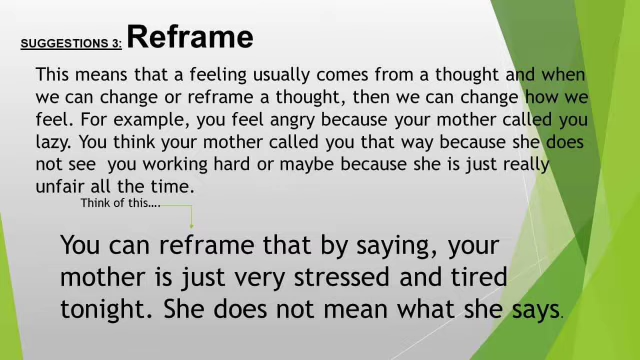 SUGGESTIONS 3: Reframe
This means that a feeling usually comes from a thought and when
we can change or reframe a thought, then we can change how we
feel. For example, you feel angry because your mother called you
lazy. You think your mother called you that way because she does
not see  you working hard or maybe because she is just really
unfair all the time.
Think of this….
You can reframe that by saying, your
mother is just very stressed and tired
tonight. She does not mean what she says.